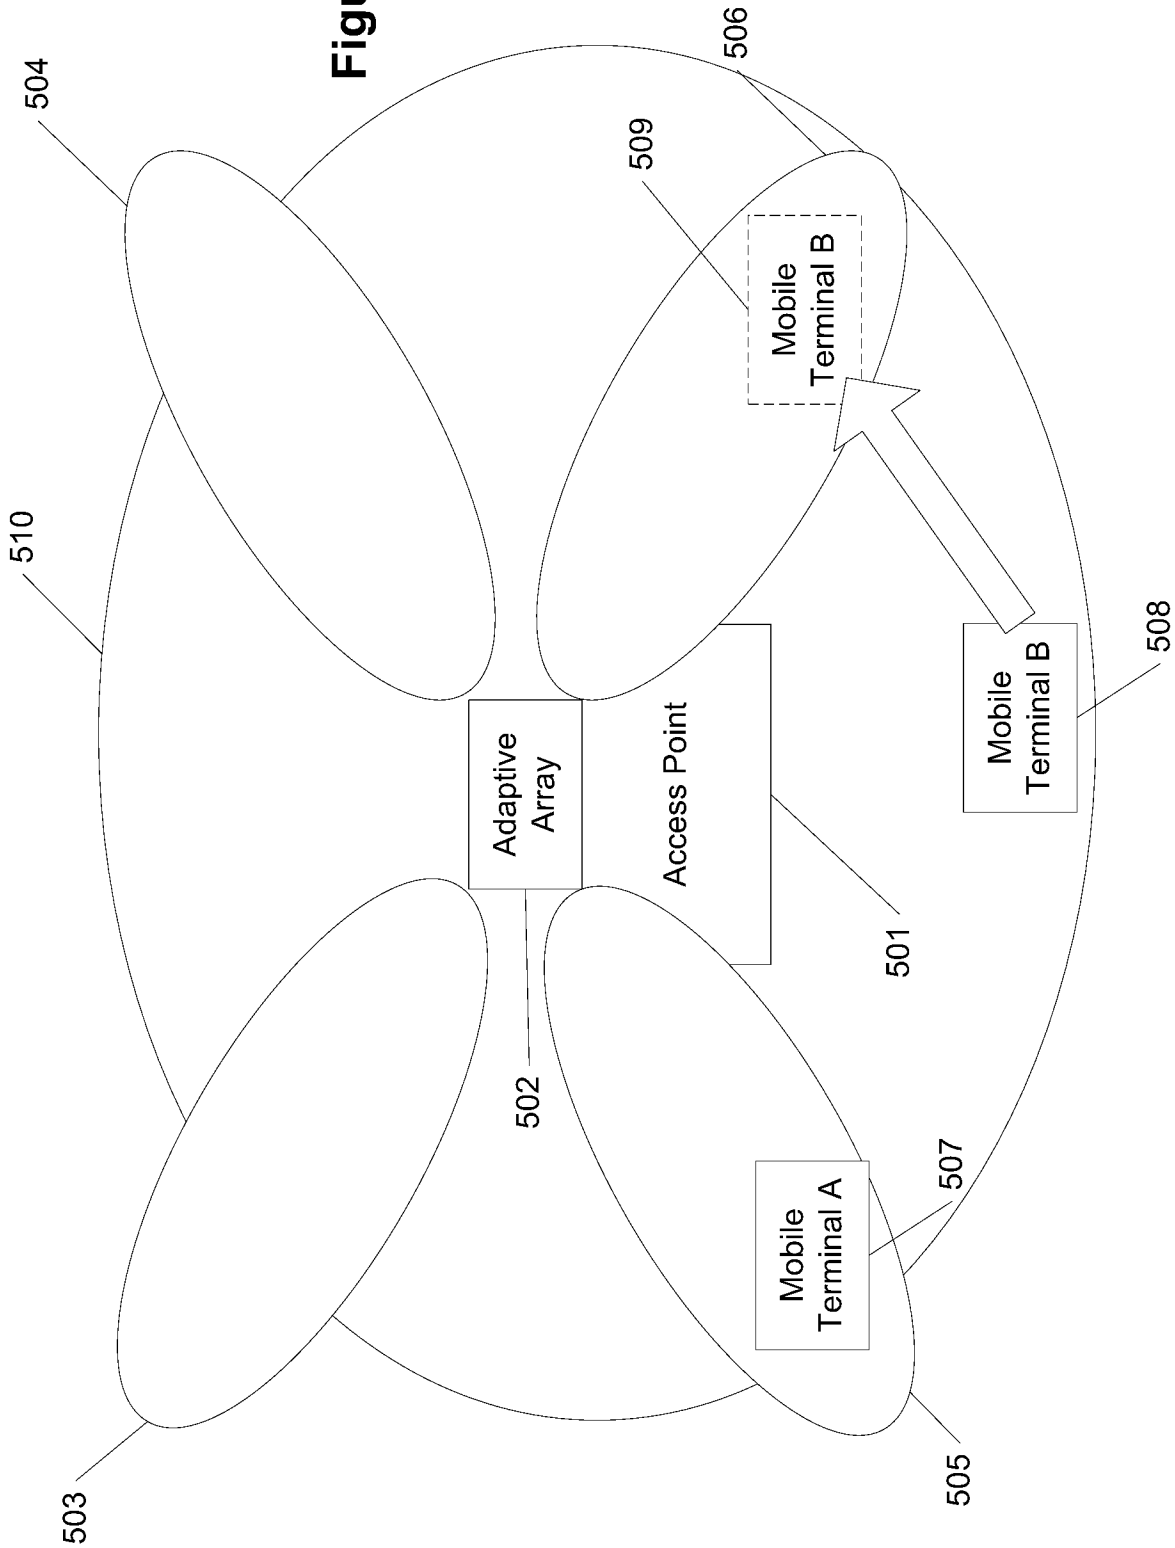 510
504
503
Figu
Adaptive
Array
502
509
Access Point
506
Mobile
Terminal A
Mobile
Terminal B
501
507
505
Mobile
Terminal B
508